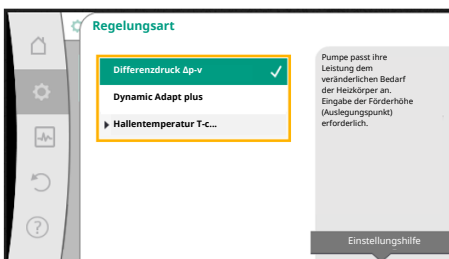 Regelungsart
Differenzdruck Δp-v
Dynamic Adapt plus
Hallentemperatur T-c...
Pumpe passt ihre
Leistung dem
veränderlichen Bedarf
der Heizkörper an.
Eingabe der Förderhöhe
(Auslegungspunkt)
erforderlich.
Einstellungshilfe